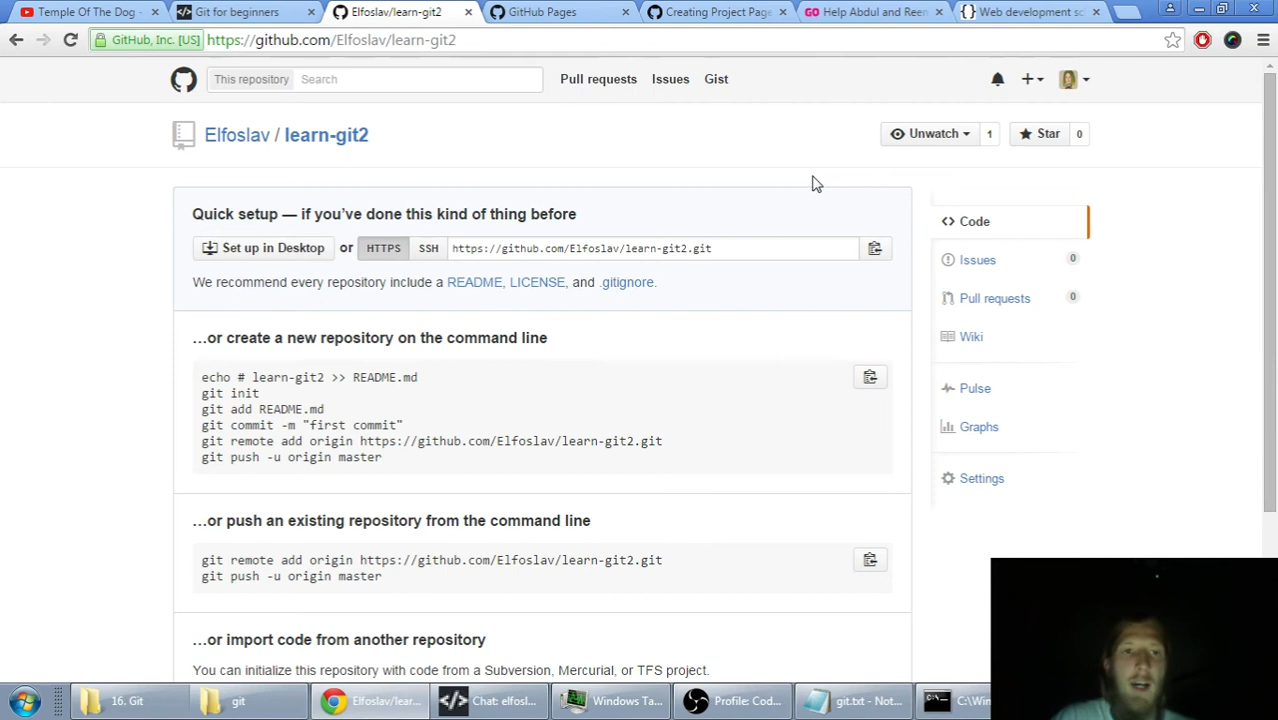 Temple Of The Dog -
Git for beginners
Elfoslav/learn-git2
GitHub Pages
Creating Project Page
Help Abdul and Reen
Web development sc
GitHub, Inc. [US]
https://github.com/Elfoslav/learn-git2
This repository
Search
Pull requests
Issues
Gist
Elfoslav / learn-git2
Unwatch
1
Star
0
Quick setup — if you've done this kind of thing before
Set up in Desktop
or
HTTPS
SSH
https://github.com/Elfoslav/learn-git2.git
We recommend every repository include a README, LICENSE, and .gitignore.
…or create a new repository on the command line
echo # learn-git2 >> README.md
git init
git add README.md
git commit -m "first commit"
git remote add origin https://github.com/Elfoslav/learn-git2.git
git push -u origin master
…or push an existing repository from the command line
git remote add origin https://github.com/Elfoslav/learn-git2.git
git push -u origin master
…or import code from another repository
You can initialize this repository with code from a Subversion, Mercurial, or TFS project.
Code
Issues
0
Pull requests
0
Wiki
Pulse
Graphs
Settings
16. Git
git
Elfoslav/lear...
Chat: elfosl...
Windows Ta...
Profile: Cod...
git.txt - Not...
C:\Win